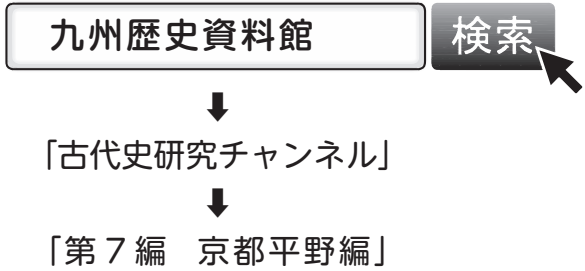 九州歴史資料館 検索
⬇
「古代史研究チャンネル」
⬇
「第７編　京都平野編」